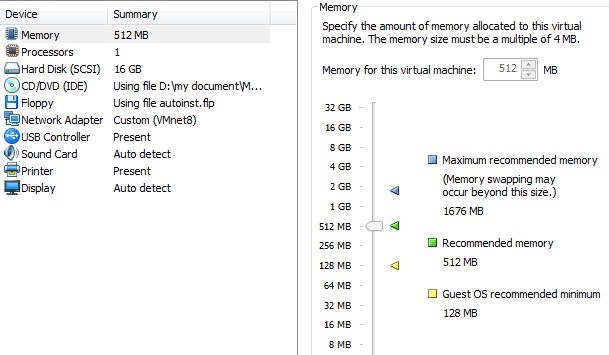 Device Summary
Memory 512 MB
Processors 1
Hard Disk (SCSI) 16 GB
CD/DVD (IDE) Using file D:\my document\M...
Floppy Using file autoinst.flp
Network Adapter Custom (VMnet8)
USB Controller Present
Sound Card Auto detect
Printer Present
Display Auto detect
Memory
Specify the amount of memory allocated to this virtual
machine. The memory size must be a multiple of 4 MB.
Memory for this virtual machine: 512 MB
32 GB
16 GB
8 GB
4 GB
2 GB
1 GB
512 MB
256 MB
128 MB
64 MB
32 MB
16 MB
8 MB
Maximum recommended memory
(Memory swapping may
occur beyond this size.)
1676 MB
Recommended memory
512 MB
Guest OS recommended minimum
128 MB